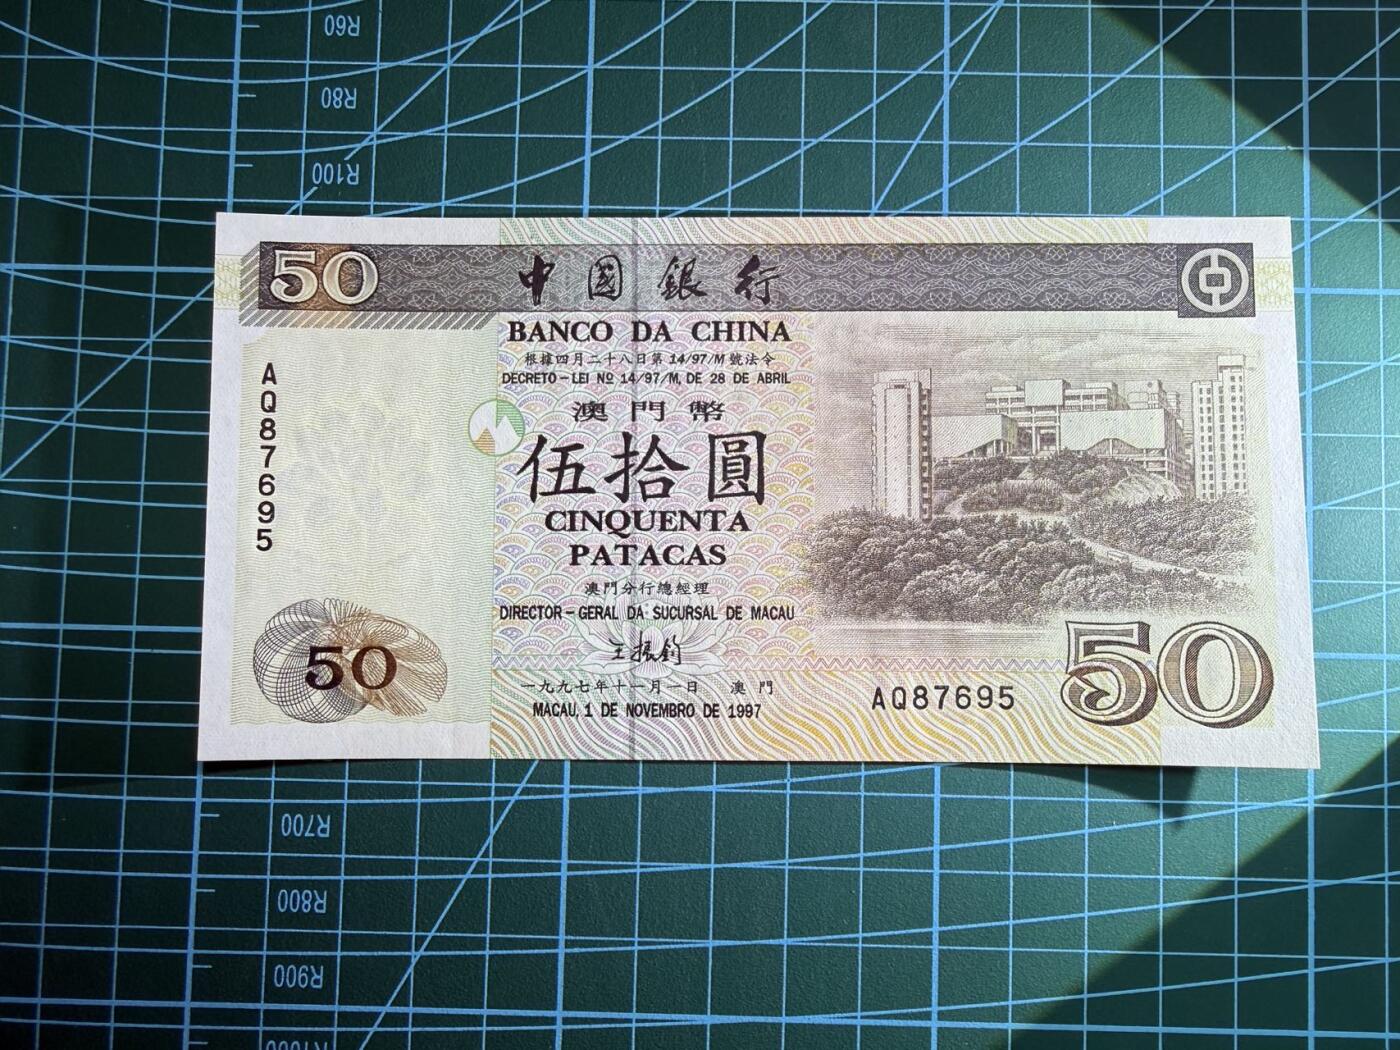 R60
R80
R100
50
中國銀行
BANCO DA CHINA
根據四月二十八日第 14/97/M 號法令
DECRETO-LEI Nº 14/97/M, DE 28 DE ABRIL
澳門幣
伍拾圓
CINQUENTA
PATACAS
澳門分行總經理
DIRECTOR-GERAL DA SUCURSAL DE MACAU
王振鈞
一九九七年十一月一日 澳門
MACAU, 1 DE NOVEMBRO DE 1997
AQ87695
50
AQ87695
50
R700
R800
R900